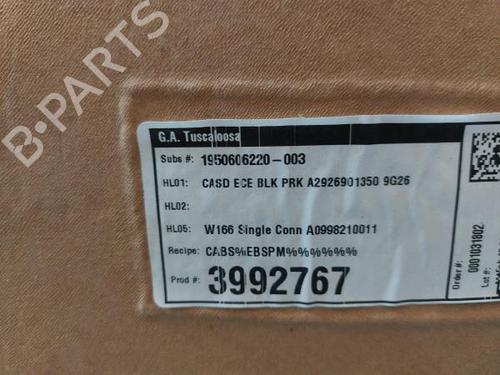 B-PARTS
G.A. Tuscaloosa
Subs #: 1950606220-003
HL01: CASD ECE BLK PRK A2926901350 9G26
HL02:
HL05: W166 Single Conn A0998210011
Recipe: CABS%EBSPM%%%%%%%
Prod #: 3992767
Order#: 0001031802
Lot #: